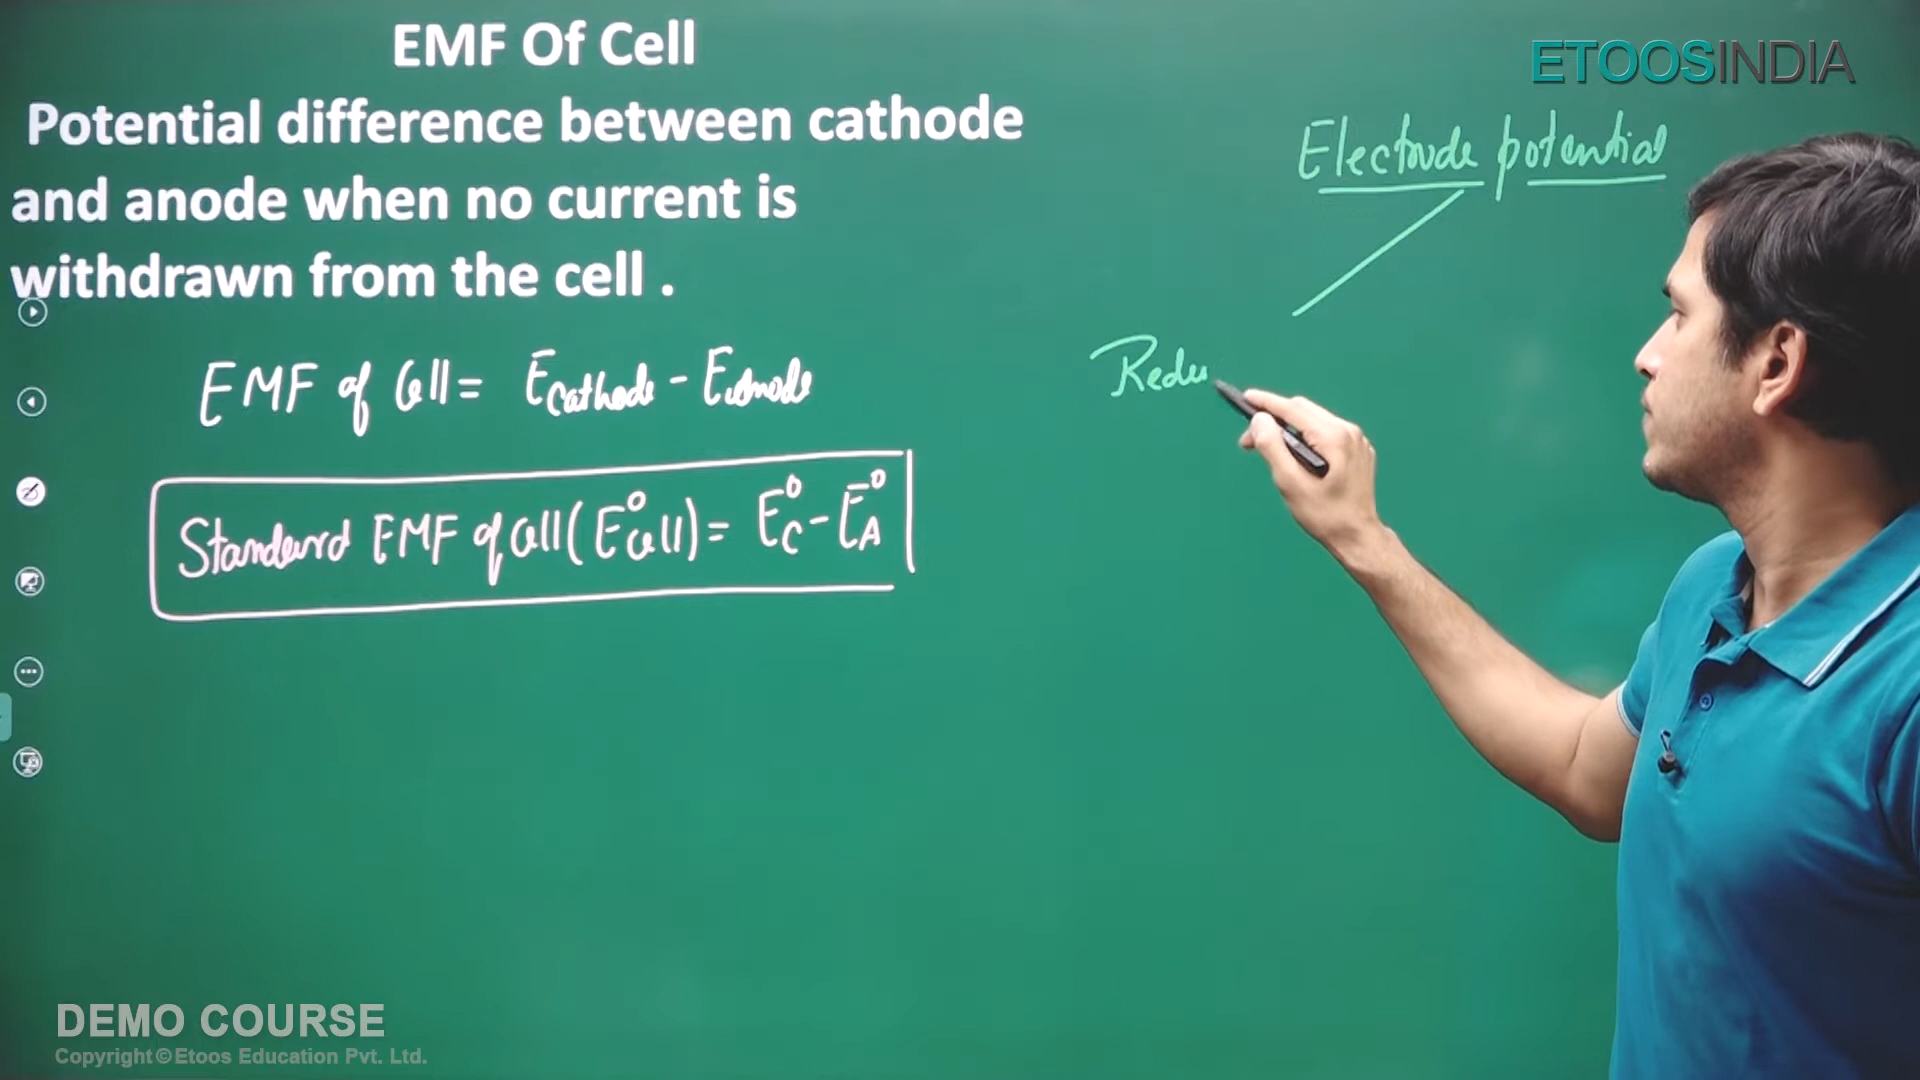 EMF Of Cell
Potential difference between cathode
and anode when no current is
withdrawn from the cell .
EMF of Cell = Ecathode - EAnode
Standard EMF of Cell (E°Cell) = E°C - E°A
ETOOSINDIA
Electrode potential
Redu
DEMO COURSE
Copyright©Etoos Education Pvt. Ltd.